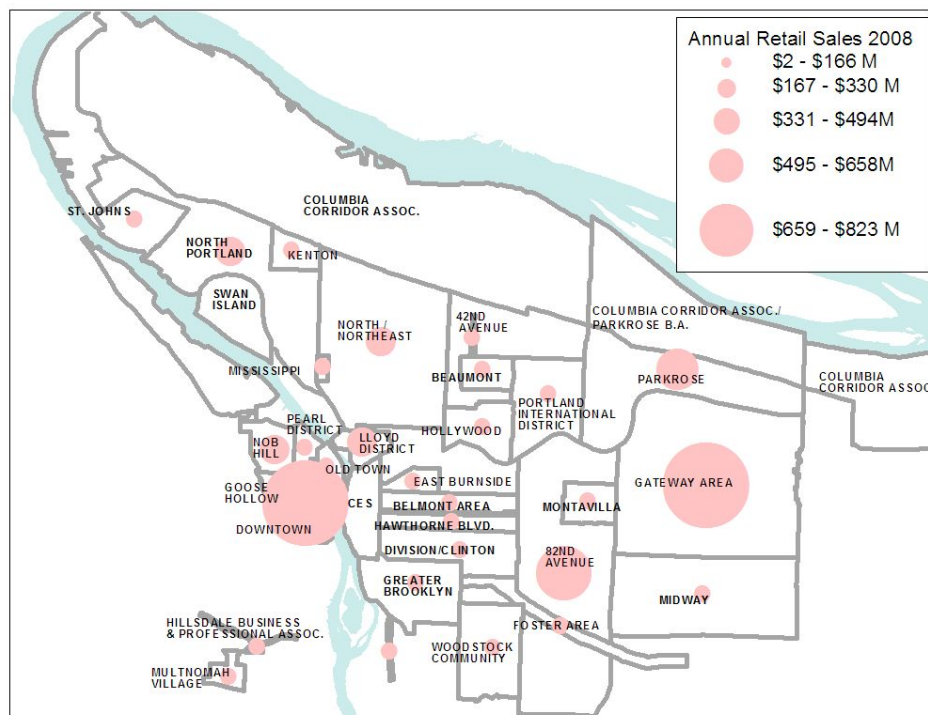 Annual Retail Sales 2008
$2 - $166 M
$167 - $330 M
$331 - $494M
$495 - $658M
$659 - $823 M
COLUMBIA
CORRIDOR ASSOC.
ST. JOHNS
NORTH
PORTLAND
KENTON
SWAN
ISLAND
NORTH /
NORTHEAST
42ND
AVENUE
COLUMBIA CORRIDOR ASSOC./
PARKROSE B.A.
MISSISSIPPI
BEAUMONT
PARKROSE
COLUMBIA
CORRIDOR ASSOC
PORTLAND
INTERNATIONAL
DISTRICT
PEARL
DISTRICT
HOLLYWOOD
NOB
HILL
LLOYD
DISTRICT
OLD TOWN
EAST BURNSIDE
GATEWAY AREA
GOOSE
HOLLOW
CES
BELMONT AREA
MONTAVILLA
DOWNTOWN
HAWTHORNE BLVD.
DIVISION/CLINTON
82ND
AVENUE
GREATER
BROOKLYN
MIDWAY
HILLSDALE BUSINESS
& PROFESSIONAL ASSOC.
FOSTER AREA
WOODSTOCK
COMMUNITY
MULTNOMAH
VILLAGE